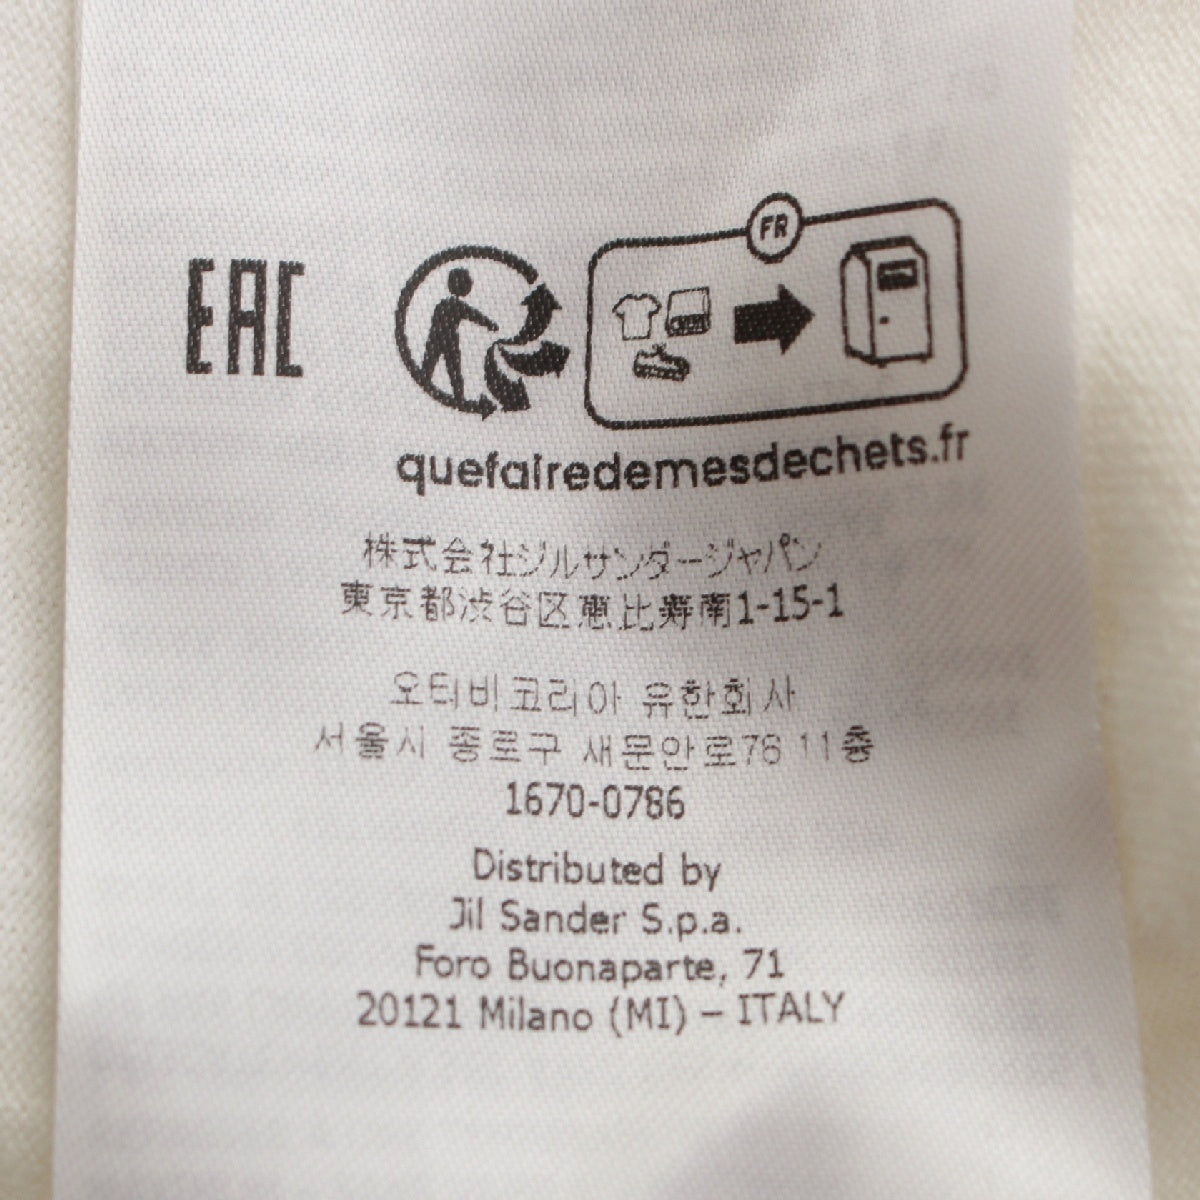 EAC
FR
quefairedemesdechets.fr
株式会社ジルサンダージャパン
東京都渋谷区恵比寿南1-15-1
오티비코리아 유한회사
서울시 종로구 새문안로76 11층
1670-0786
Distributed by
Jil Sander S.p.a.
Foro Buonaparte, 71
20121 Milano (MI) – ITALY